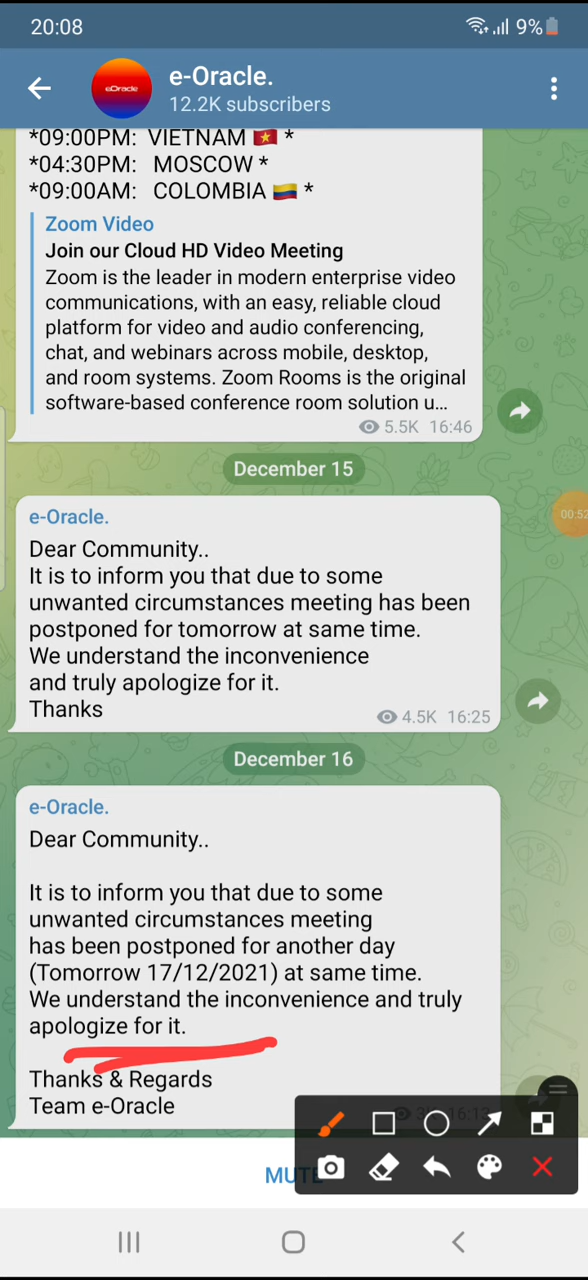 20:08
9%
eOracle
e-Oracle.
12.2K subscribers
*09:00PM: VIETNAM 🇻🇳 *
*04:30PM: MOSCOW *
*09:00AM: COLOMBIA 🇨🇴 *
Zoom Video
Join our Cloud HD Video Meeting
Zoom is the leader in modern enterprise video
communications, with an easy, reliable cloud
platform for video and audio conferencing,
chat, and webinars across mobile, desktop,
and room systems. Zoom Rooms is the original
software-based conference room solution u...
5.5K 16:46
December 15
00:52
e-Oracle.
Dear Community..
It is to inform you that due to some
unwanted circumstances meeting has been
postponed for tomorrow at same time.
We understand the inconvenience
and truly apologize for it.
Thanks
4.5K 16:25
December 16
e-Oracle.
Dear Community..
It is to inform you that due to some
unwanted circumstances meeting
has been postponed for another day
(Tomorrow 17/12/2021) at same time.
We understand the inconvenience and truly
apologize for it.
Thanks & Regards
Team e-Oracle
MUTE